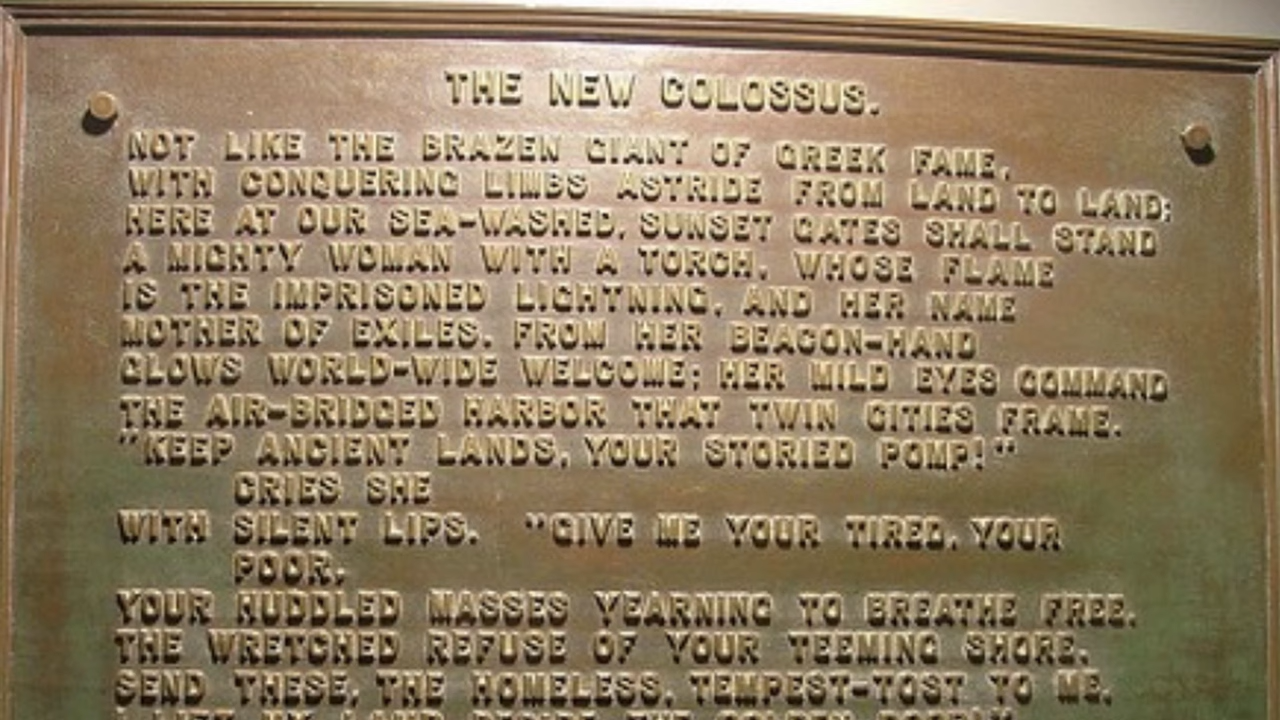 THE NEW COLOSSUS.
NOT LIKE THE BRAZEN GIANT OF GREEK FAME,
WITH CONQUERING LIMBS ASTRIDE FROM LAND TO LAND;
HERE AT OUR SEA-WASHED, SUNSET GATES SHALL STAND
A MIGHTY WOMAN WITH A TORCH, WHOSE FLAME
IS THE IMPRISONED LIGHTNING, AND HER NAME
MOTHER OF EXILES. FROM HER BEACON-HAND
GLOWS WORLD-WIDE WELCOME; HER MILD EYES COMMAND
THE AIR-BRIDGED HARBOR THAT TWIN CITIES FRAME.
"KEEP ANCIENT LANDS, YOUR STORIED POMP!"
CRIES SHE
WITH SILENT LIPS. "GIVE ME YOUR TIRED, YOUR
POOR,
YOUR HUDDLED MASSES YEARNING TO BREATHE FREE,
THE WRETCHED REFUSE OF YOUR TEEMING SHORE.
SEND THESE, THE HOMELESS, TEMPEST-TOST TO ME,